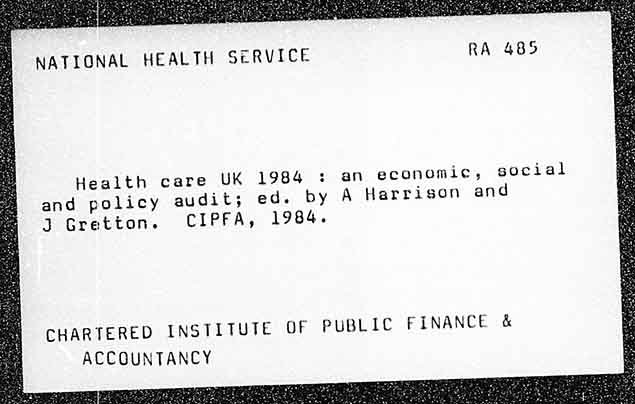 NATIONAL HEALTH SERVICE RA 485
Health care UK 1984 : an economic, social
and policy audit; ed. by A Harrison and
J Gretton. CIPFA, 1984.
CHARTERED INSTITUTE OF PUBLIC FINANCE &
ACCOUNTANCY